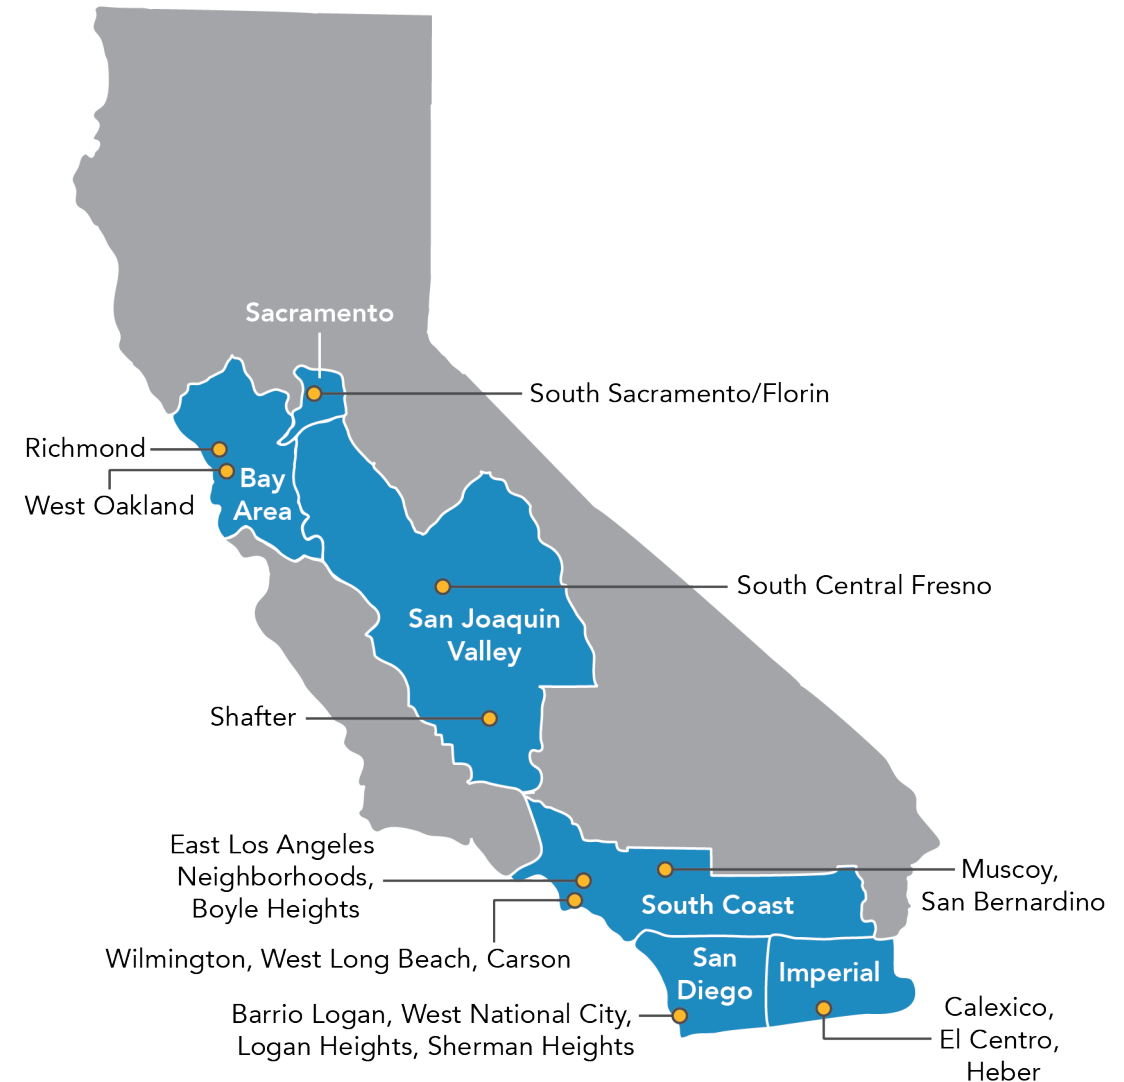 Sacramento
South Sacramento/Florin
Richmond
West Oakland
Bay
Area
South Central Fresno
San Joaquin
Valley
Shafter
East Los Angeles
Neighborhoods,
Boyle Heights
Muscoy,
San Bernardino
South Coast
Wilmington, West Long Beach, Carson
San
Diego
Imperial
Barrio Logan, West National City,
Logan Heights, Sherman Heights
Calexico,
El Centro,
Heber